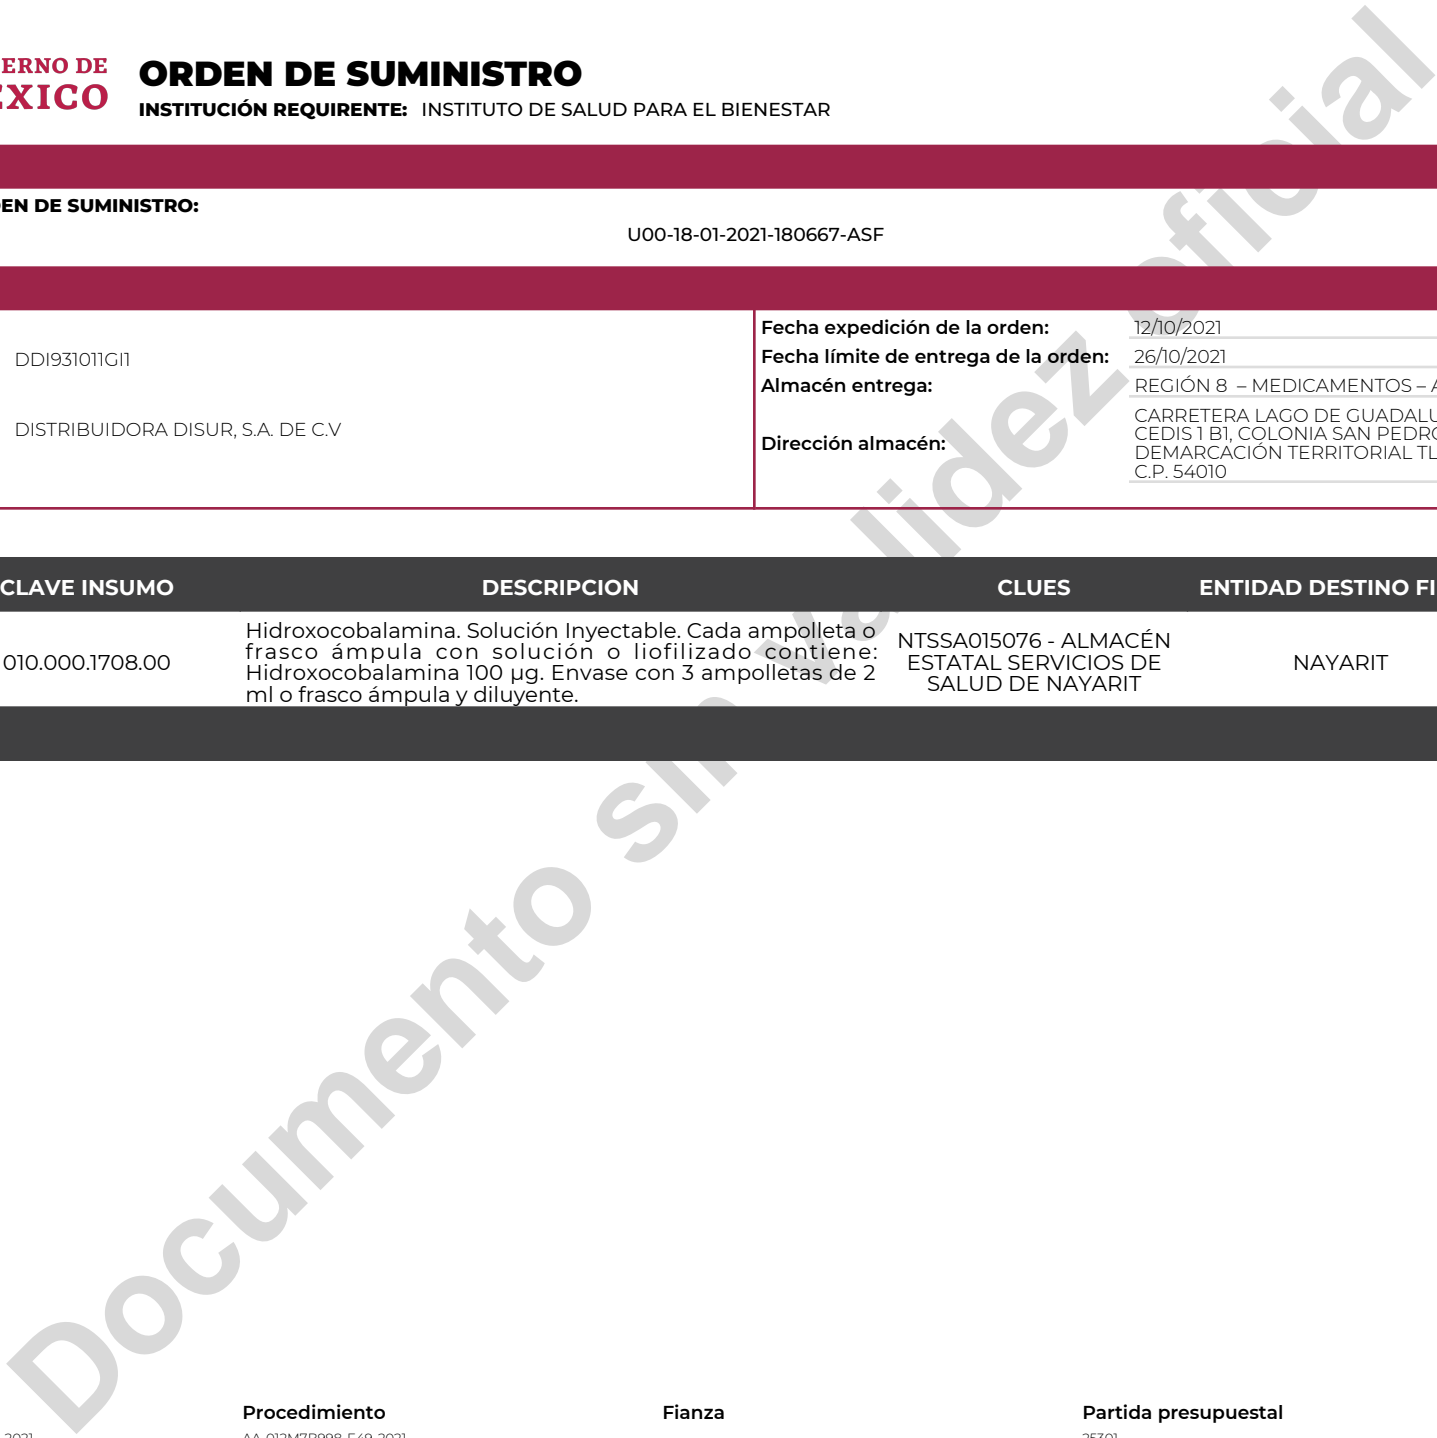 ERNO DE
ÉXICO
ORDEN DE SUMINISTRO
INSTITUCIÓN REQUIRENTE: INSTITUTO DE SALUD PARA EL BIENESTAR
EN DE SUMINISTRO:
U00-18-01-2021-180667-ASF
DDI931011GI1
DISTRIBUIDORA DISUR, S.A. DE C.V
Fecha expedición de la orden: 12/10/2021
Fecha límite de entrega de la orden: 26/10/2021
Almacén entrega: REGIÓN 8 – MEDICAMENTOS – A
Dirección almacén:
CARRETERA LAGO DE GUADALU
CEDIS 1 B1, COLONIA SAN PEDRO
DEMARCACIÓN TERRITORIAL TL
C.P. 54010
CLAVE INSUMO DESCRIPCION CLUES ENTIDAD DESTINO FI
010.000.1708.00
Hidroxocobalamina. Solución Inyectable. Cada ampolleta o
frasco ámpula con solución o liofilizado contiene:
Hidroxocobalamina 100 µg. Envase con 3 ampolletas de 2
ml o frasco ámpula y diluyente.
NTSSA015076 - ALMACÉN
ESTATAL SERVICIOS DE
SALUD DE NAYARIT
NAYARIT
Documento sin validez oficial
Procedimiento Fianza Partida presupuestal